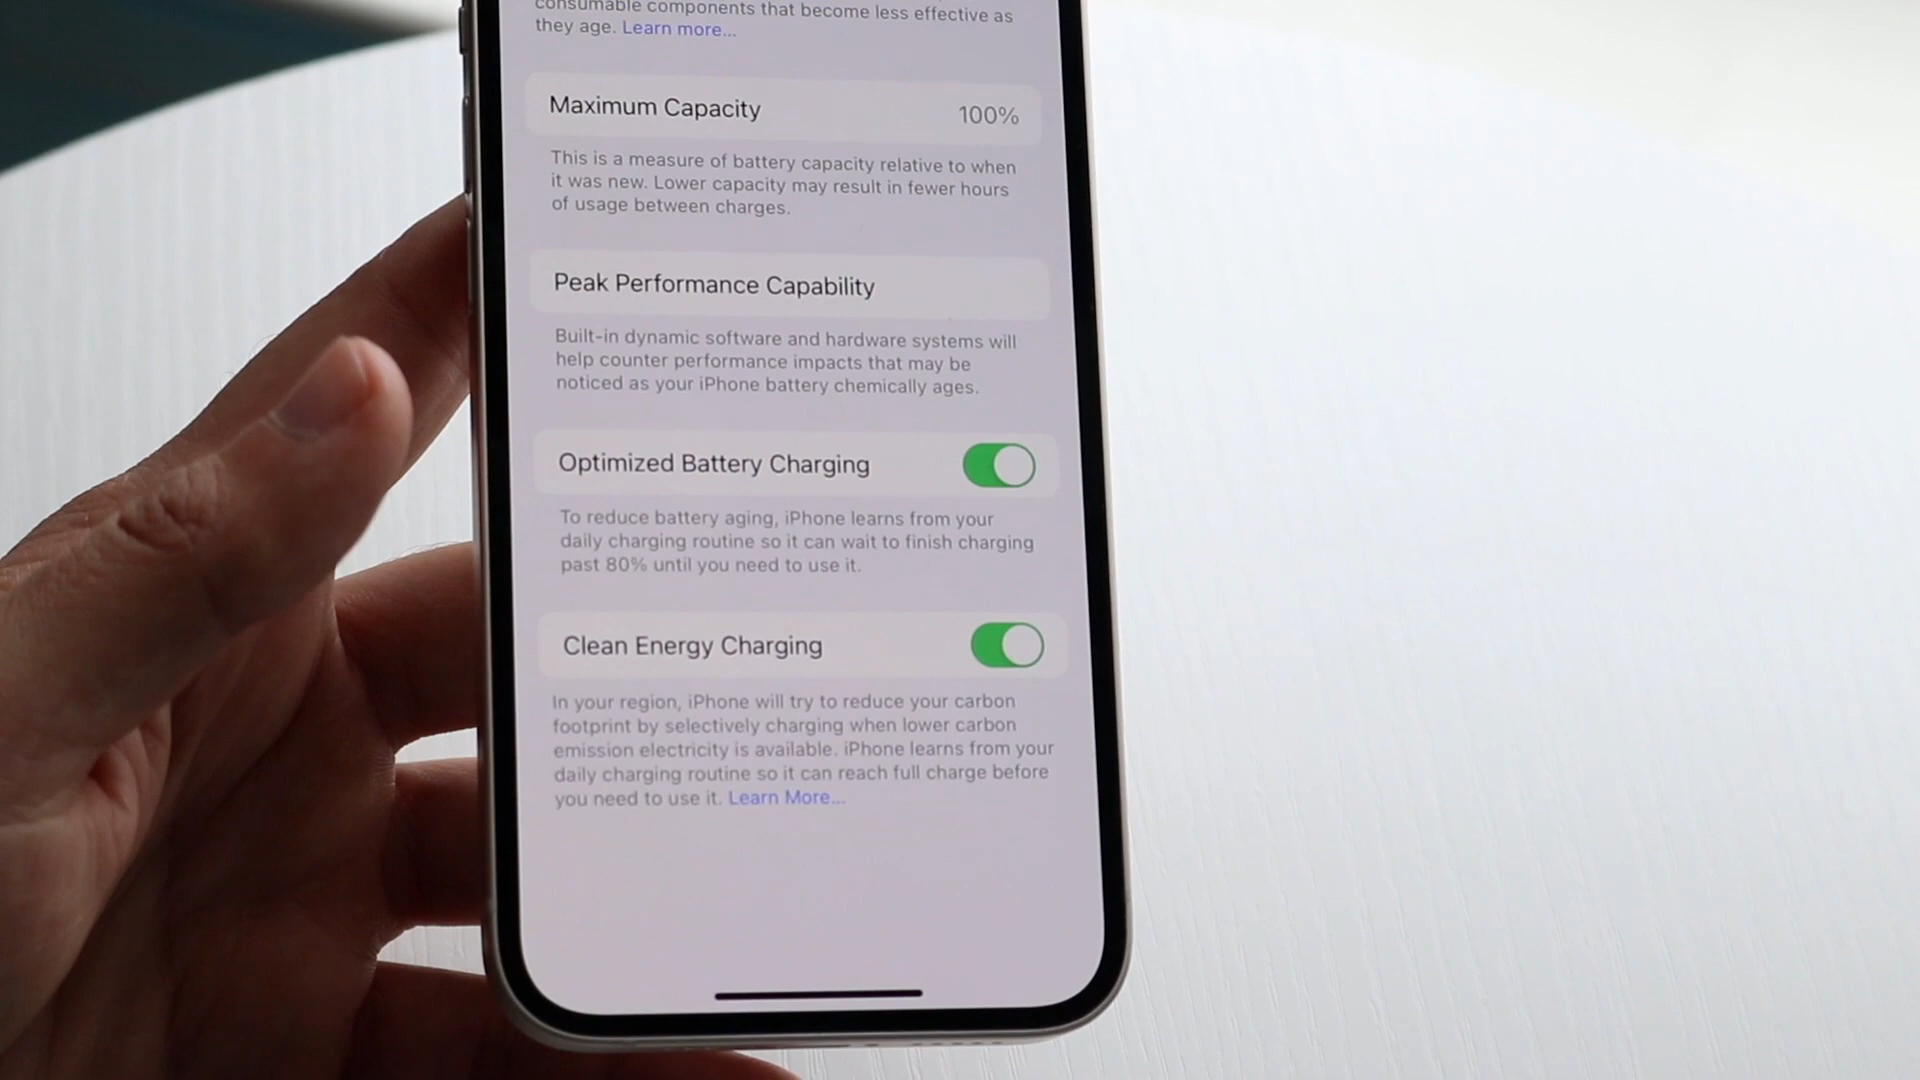 consumable components that become less effective as
they age. Learn more...
Maximum Capacity 100%
This is a measure of battery capacity relative to when
it was new. Lower capacity may result in fewer hours
of usage between charges.
Peak Performance Capability
Built-in dynamic software and hardware systems will
help counter performance impacts that may be
noticed as your iPhone battery chemically ages.
Optimized Battery Charging
To reduce battery aging, iPhone learns from your
daily charging routine so it can wait to finish charging
past 80% until you need to use it.
Clean Energy Charging
In your region, iPhone will try to reduce your carbon
footprint by selectively charging when lower carbon
emission electricity is available. iPhone learns from your
daily charging routine so it can reach full charge before
you need to use it. Learn More...